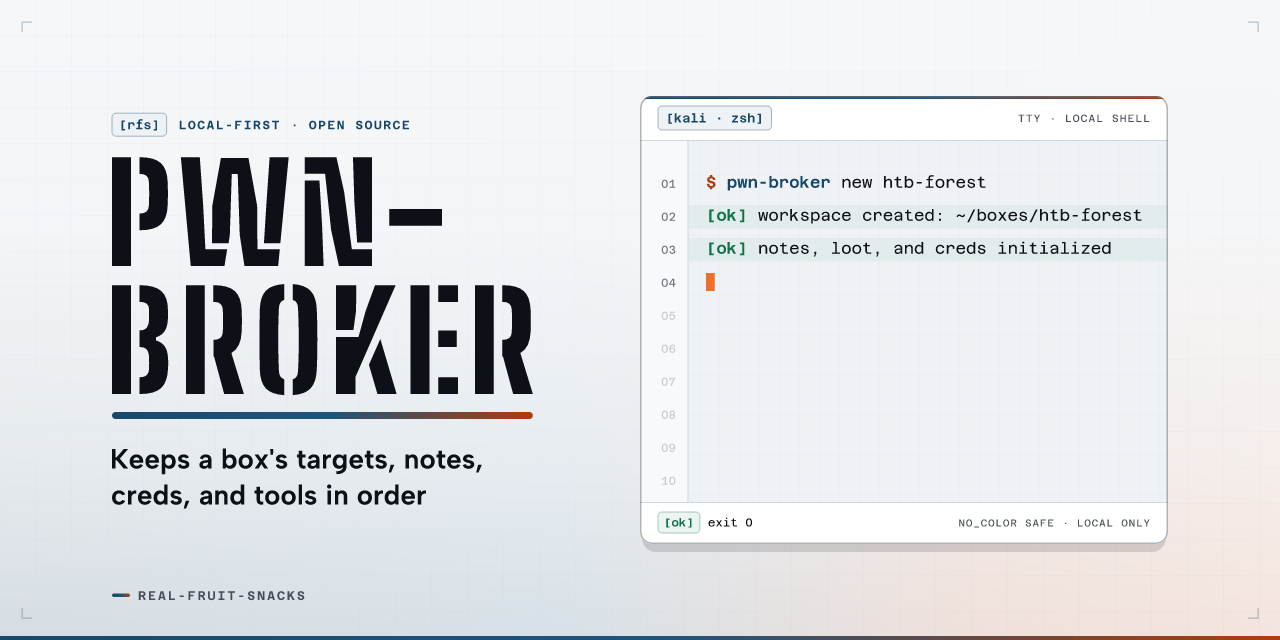 [rfs] LOCAL-FIRST · OPEN SOURCE
PWN-
BROKER
Keeps a box's targets, notes,
creds, and tools in order
REAL-FRUIT-SNACKS
[kali · zsh] TTY · LOCAL SHELL
01 $ pwn-broker new htb-forest
02 [ok] workspace created: ~/boxes/htb-forest
03 [ok] notes, loot, and creds initialized
04
05
06
07
08
09
10
[ok] exit 0 NO_COLOR SAFE · LOCAL ONLY